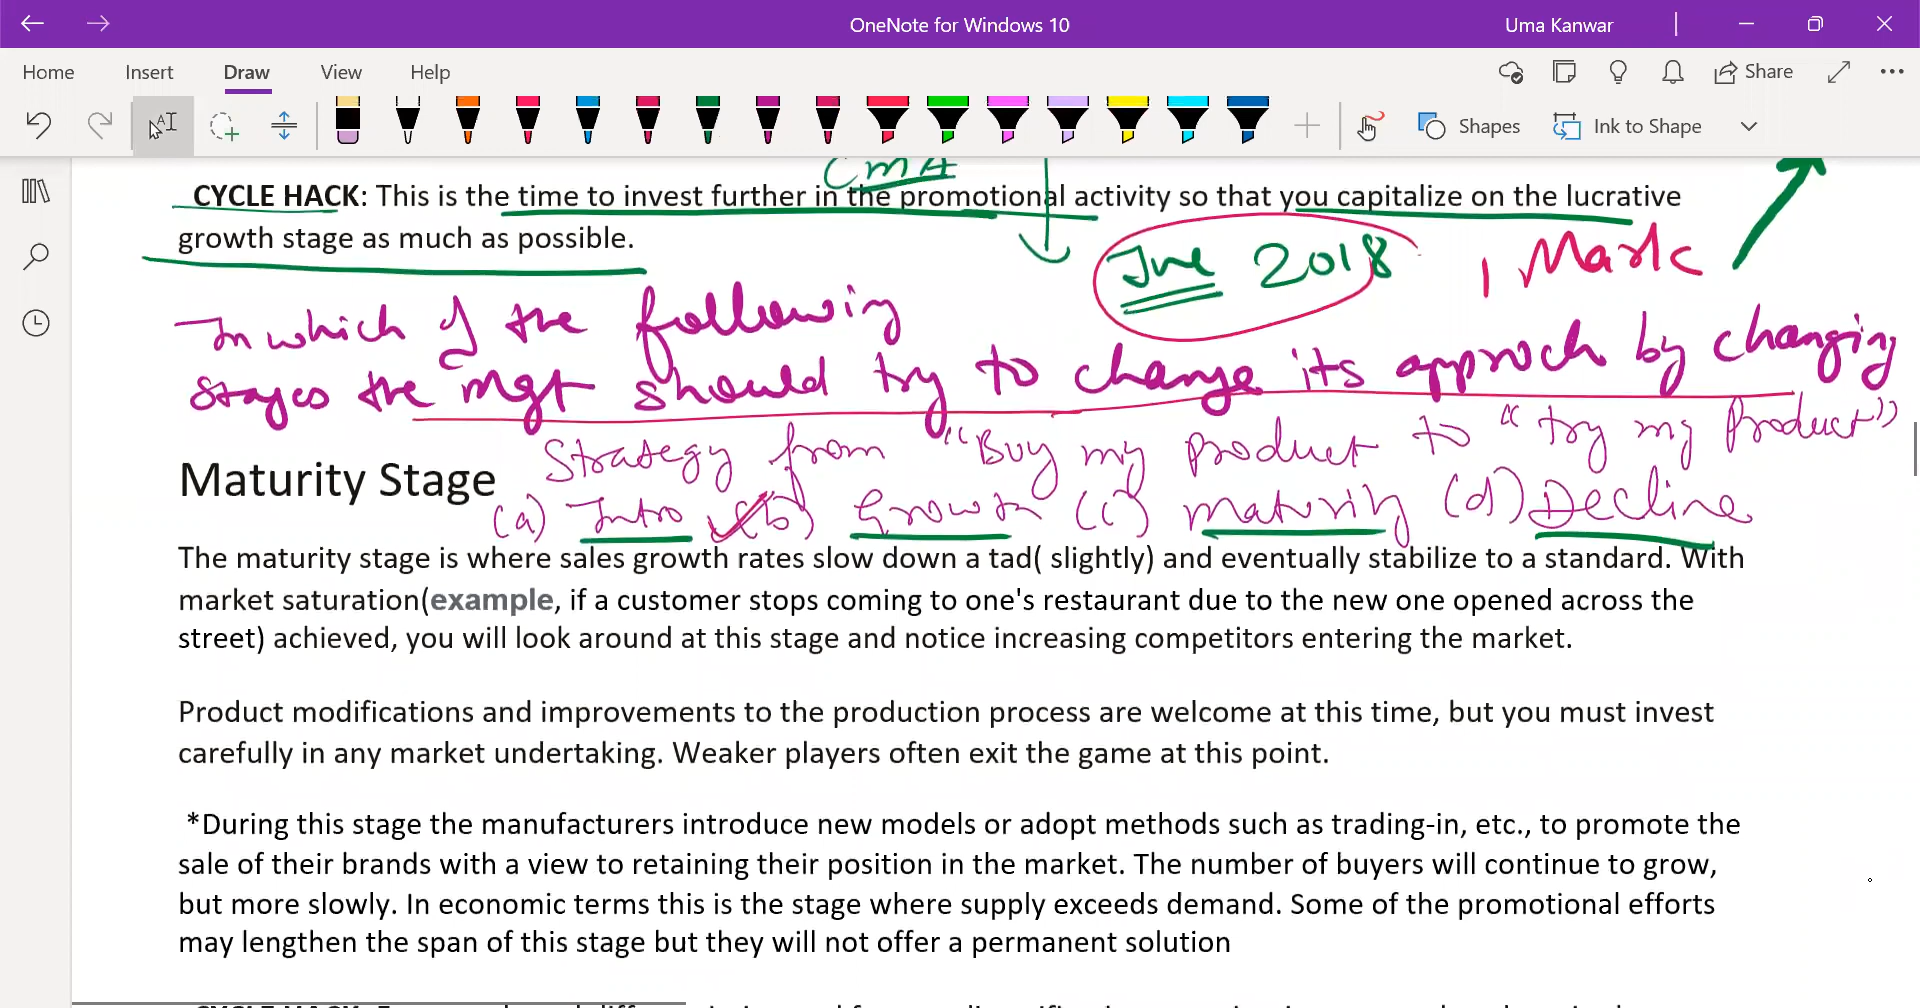 OneNote for Windows 10
Uma Kanwar
Home Insert Draw View Help
Share
Shapes Ink to Shape
CMA
CYCLE HACK: This is the time to invest further in the promotional activity so that you capitalize on the lucrative
growth stage as much as possible.
June 2018 1 Mark
In which of the following
stages the mgt should try to change its approch by changing
Strategy from "Buy my product to "try my Product"
Maturity Stage
(a) Intro (b) Growth (c) maturity (d) Decline
The maturity stage is where sales growth rates slow down a tad( slightly) and eventually stabilize to a standard. With
market saturation(example, if a customer stops coming to one's restaurant due to the new one opened across the
street) achieved, you will look around at this stage and notice increasing competitors entering the market.
Product modifications and improvements to the production process are welcome at this time, but you must invest
carefully in any market undertaking. Weaker players often exit the game at this point.
*During this stage the manufacturers introduce new models or adopt methods such as trading-in, etc., to promote the
sale of their brands with a view to retaining their position in the market. The number of buyers will continue to grow,
but more slowly. In economic terms this is the stage where supply exceeds demand. Some of the promotional efforts
may lengthen the span of this stage but they will not offer a permanent solution